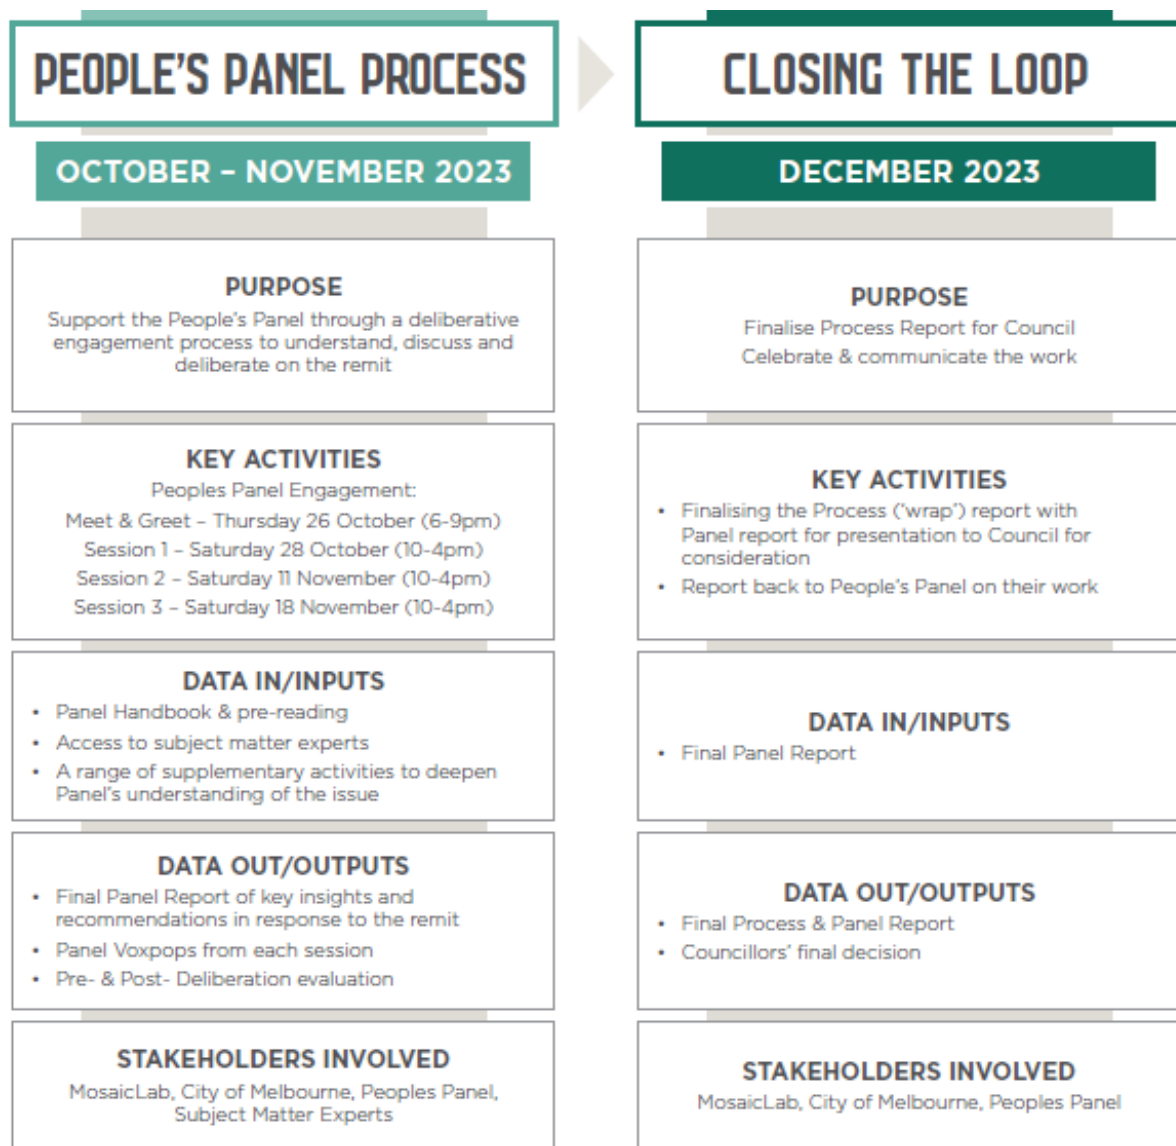 PEOPLE'S PANEL PROCESS
OCTOBER – NOVEMBER 2023
PURPOSE
Support the People's Panel through a deliberative
engagement process to understand, discuss and
deliberate on the remit
KEY ACTIVITIES
Peoples Panel Engagement:
Meet & Greet – Thursday 26 October (6-9pm)
Session 1 – Saturday 28 October (10-4pm)
Session 2 – Saturday 11 November (10-4pm)
Session 3 – Saturday 18 November (10-4pm)
DATA IN/INPUTS
• Panel Handbook & pre-reading
• Access to subject matter experts
• A range of supplementary activities to deepen
Panel's understanding of the issue
DATA OUT/OUTPUTS
• Final Panel Report of key insights and
recommendations in response to the remit
• Panel Voxpops from each session
• Pre- & Post- Deliberation evaluation
STAKEHOLDERS INVOLVED
MosaicLab, City of Melbourne, Peoples Panel,
Subject Matter Experts
CLOSING THE LOOP
DECEMBER 2023
PURPOSE
Finalise Process Report for Council
Celebrate & communicate the work
KEY ACTIVITIES
• Finalising the Process ('wrap') report with
Panel report for presentation to Council for
consideration
• Report back to People's Panel on their work
DATA IN/INPUTS
• Final Panel Report
DATA OUT/OUTPUTS
• Final Process & Panel Report
• Councillors' final decision
STAKEHOLDERS INVOLVED
MosaicLab, City of Melbourne, Peoples Panel